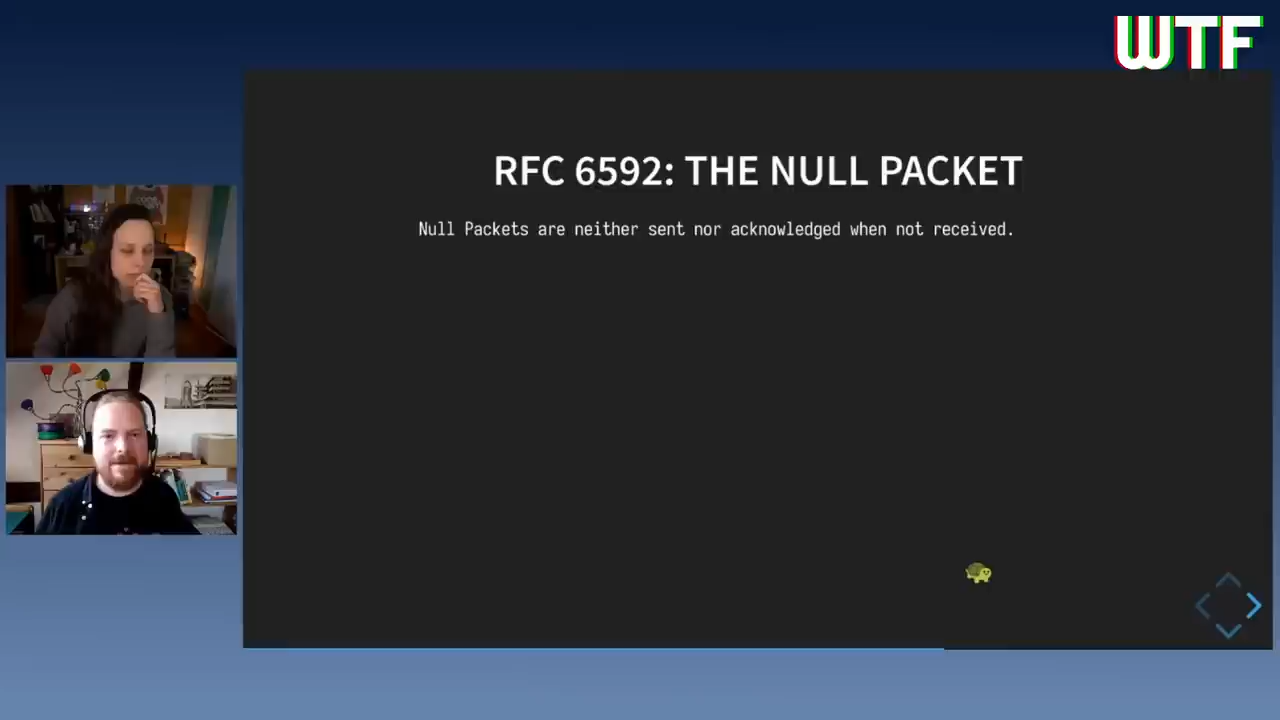 WTF
RFC 6592: THE NULL PACKET
Null Packets are neither sent nor acknowledged when not received.